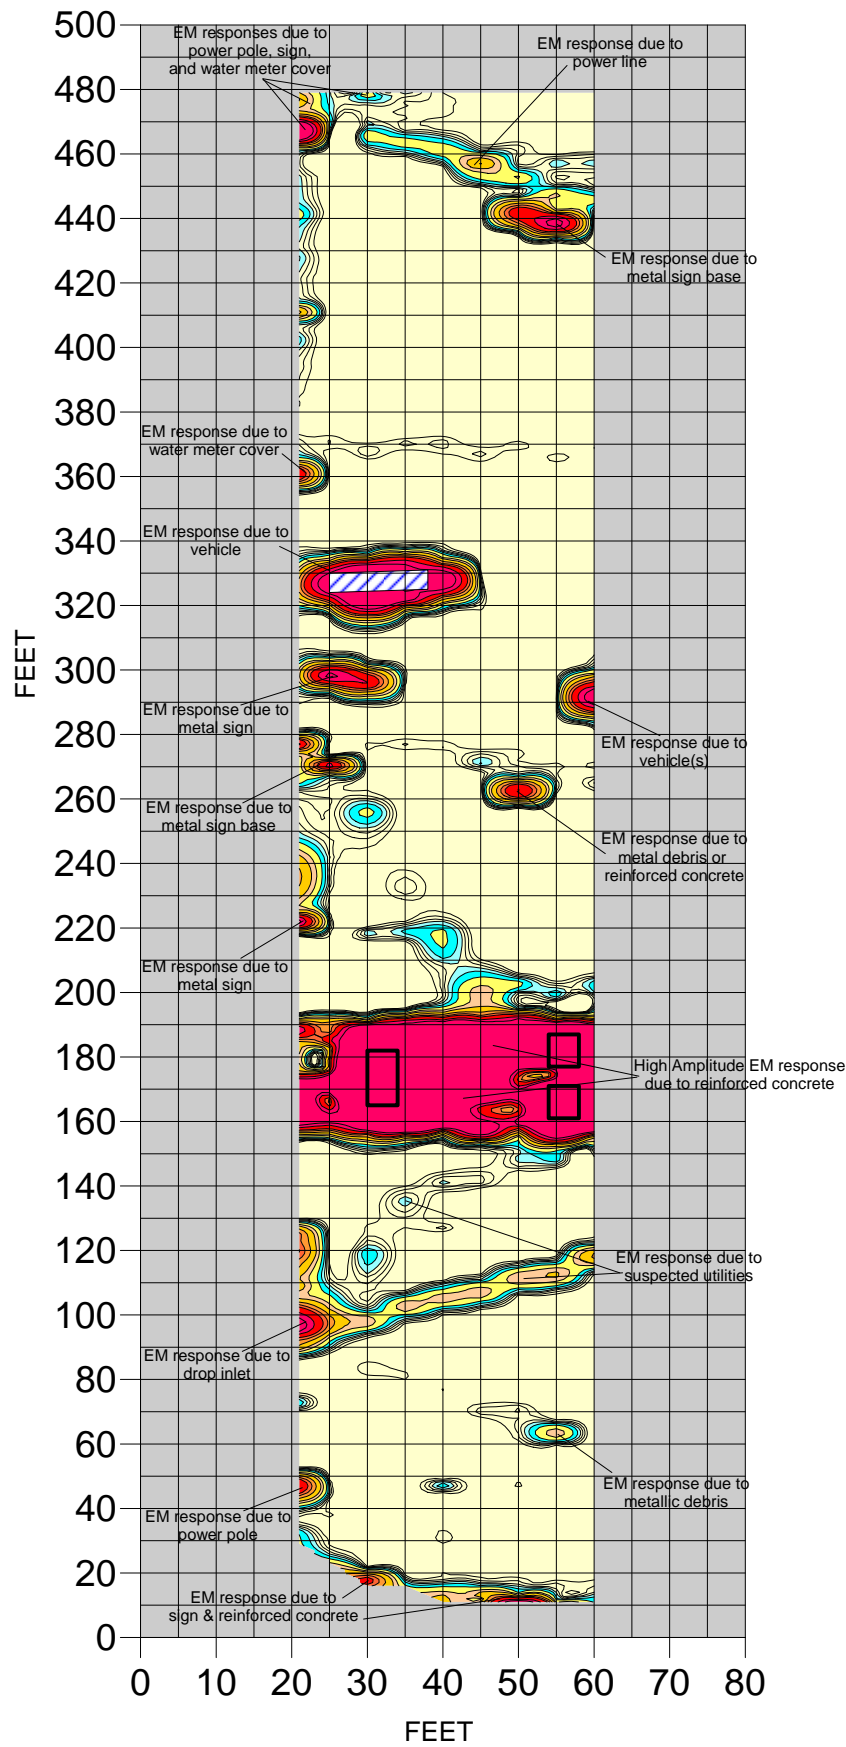 500
EM responses due to
power pole, sign,
and water meter cover
EM response due to
power line
480
460
440
EM response due to
metal sign base
420
400
380
EM response due to
water meter cover
360
EM response due to
vehicle
340
320
FEET
300
EM response due to
metal sign
280
EM response due to
vehicle(s)
260
EM response due to
metal sign base
EM response due to
metal debris or
reinforced concrete
240
220
EM response due to
metal sign
200
180
High Amplitude EM response
due to reinforced concrete
160
140
120
EM response due to
suspected utilities
100
EM response due to
drop inlet
80
60
EM response due to
metallic debris
40
EM response due to
power pole
20
EM response due to
sign & reinforced concrete
0
0 10 20 30 40 50 60 70 80
FEET